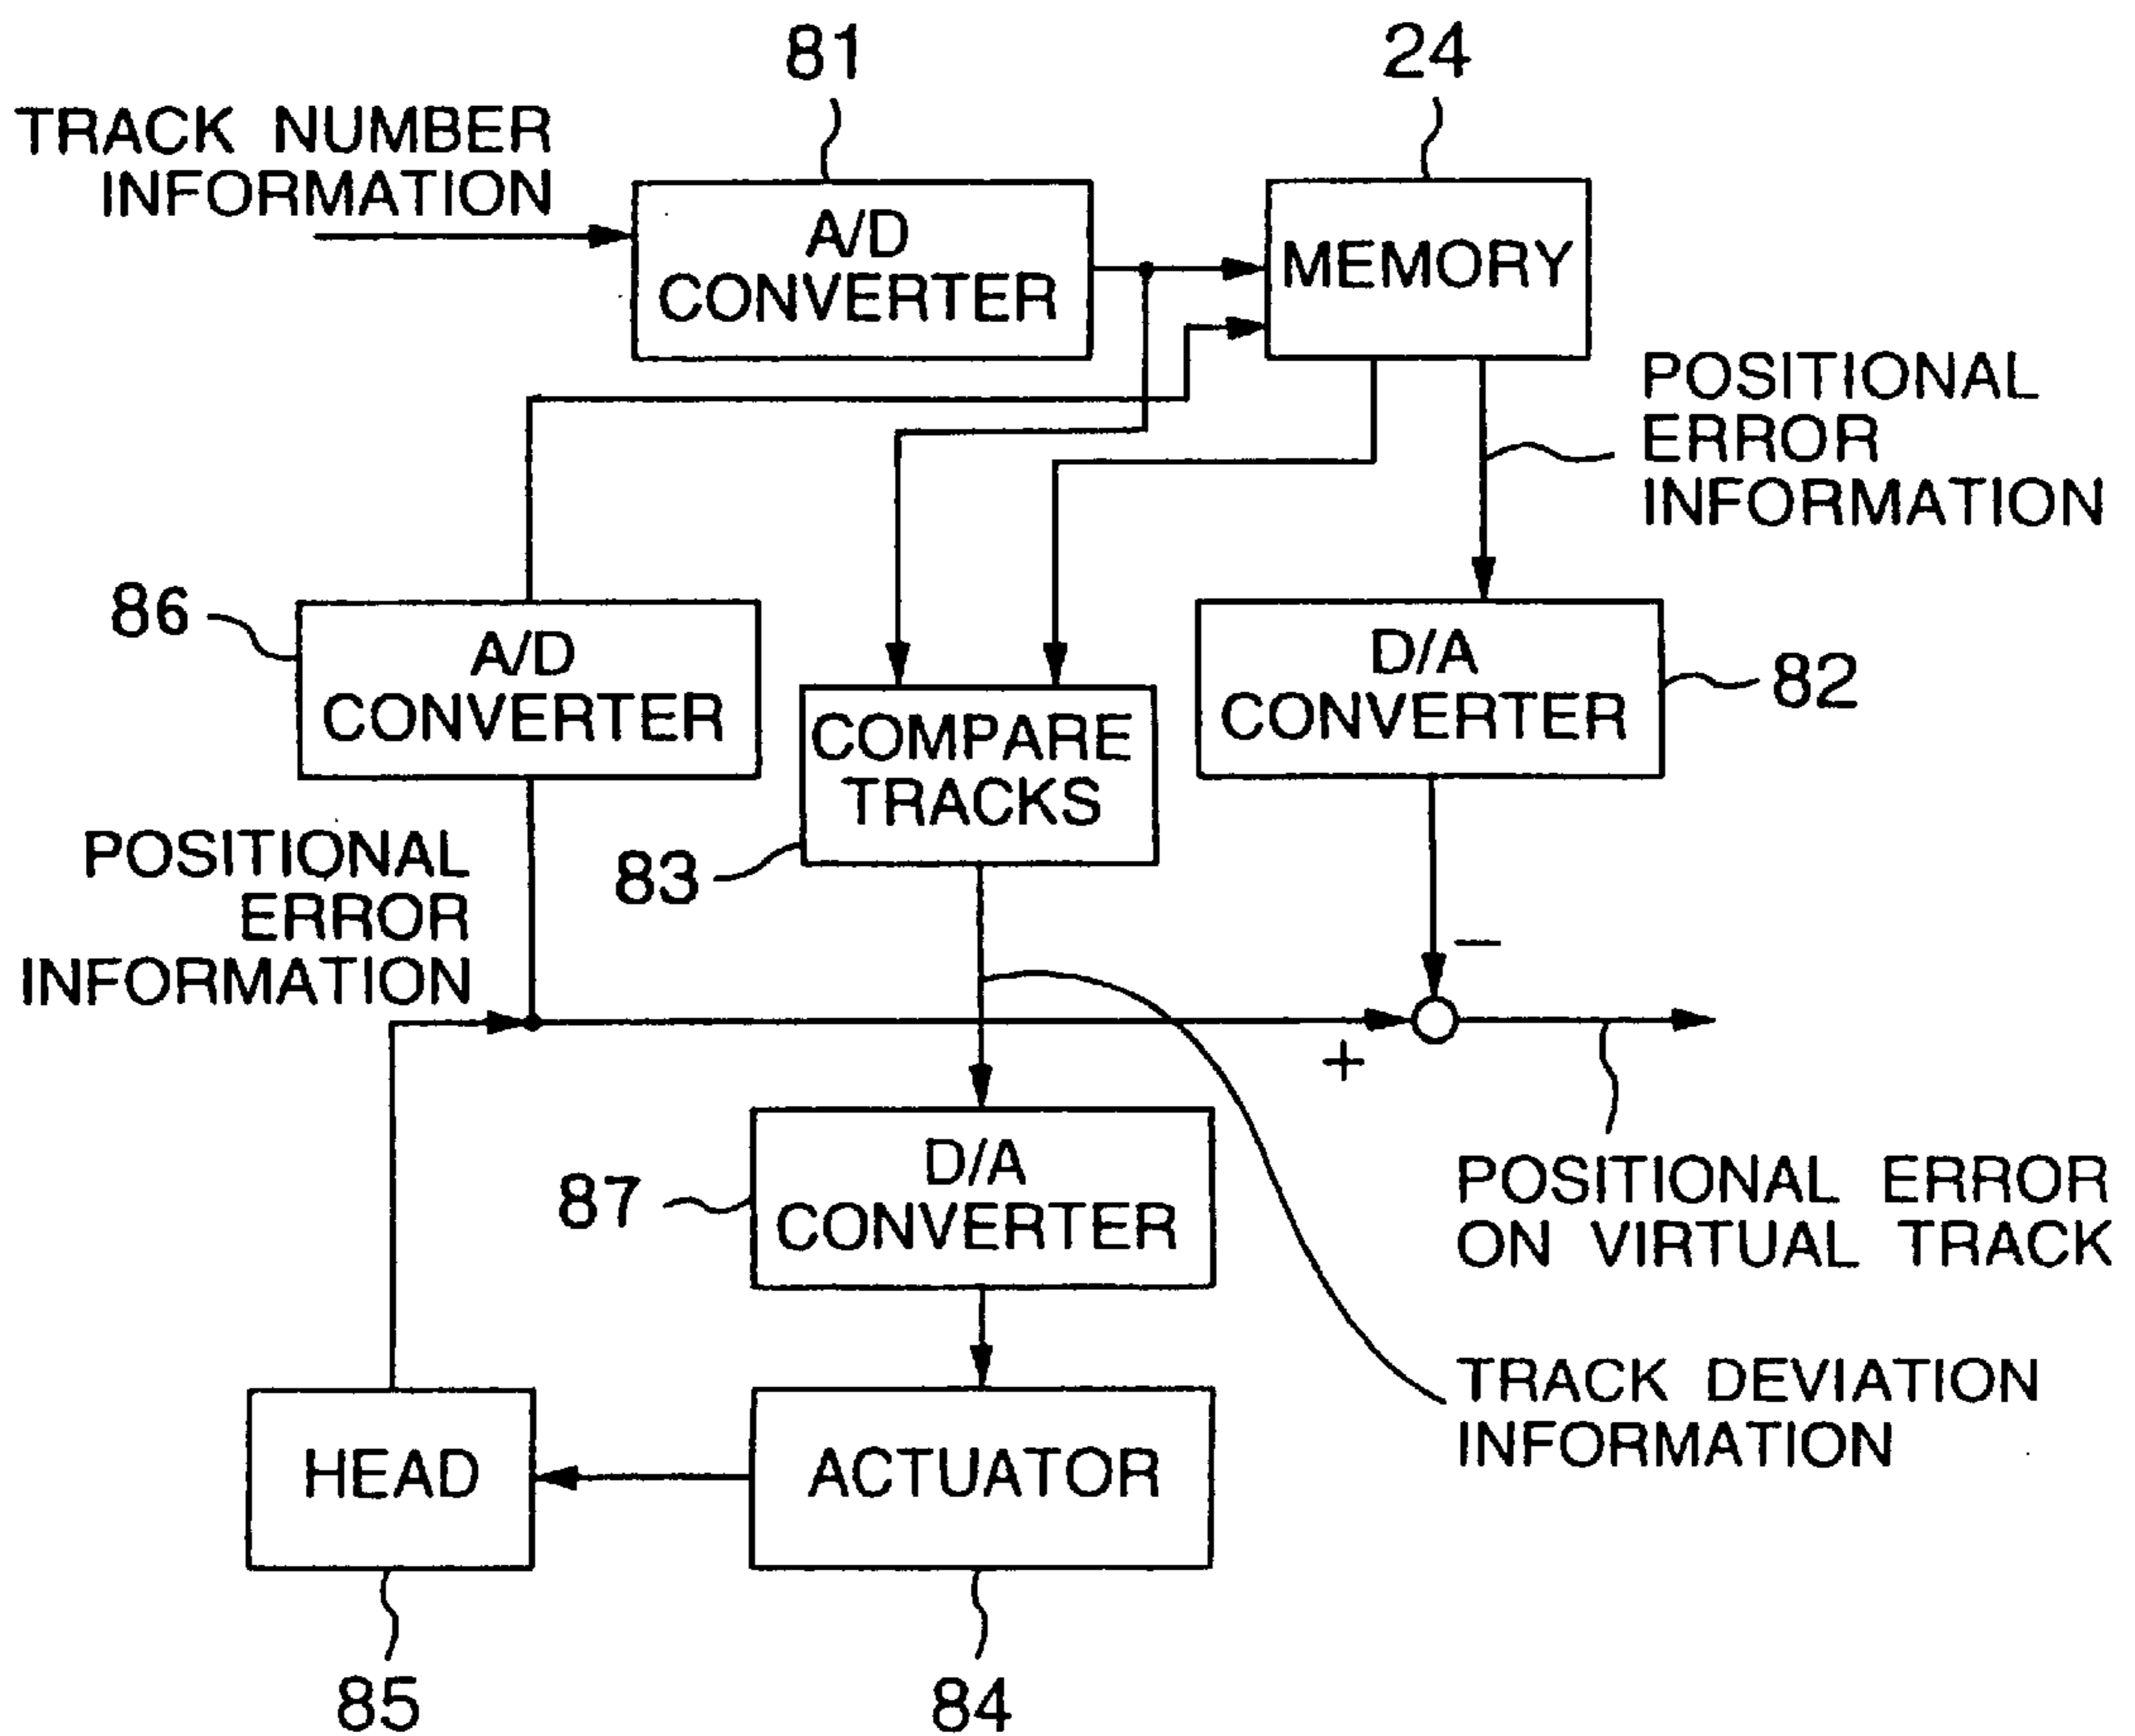 81
24
TRACK NUMBER
INFORMATION
A/D
CONVERTER
MEMORY
POSITIONAL
ERROR
INFORMATION
86
A/D
CONVERTER
COMPARE
TRACKS
D/A
CONVERTER
82
83
POSITIONAL
ERROR
INFORMATION
−
+
87
D/A
CONVERTER
POSITIONAL ERROR
ON VIRTUAL TRACK
TRACK DEVIATION
INFORMATION
HEAD
ACTUATOR
85
84